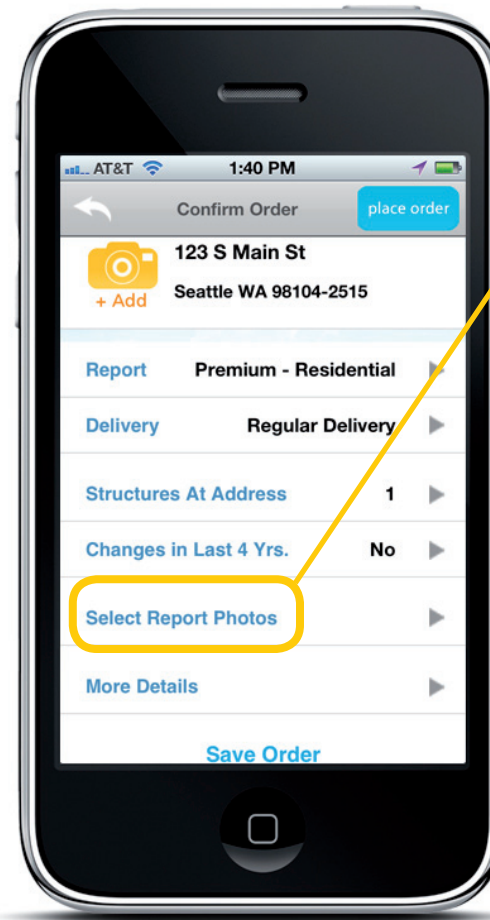 AT&T 1:40 PM
Confirm Order place order
123 S Main St
+ Add Seattle WA 98104-2515
Report Premium - Residential
Delivery Regular Delivery
Structures At Address 1
Changes in Last 4 Yrs. No
Select Report Photos
More Details
Save Order